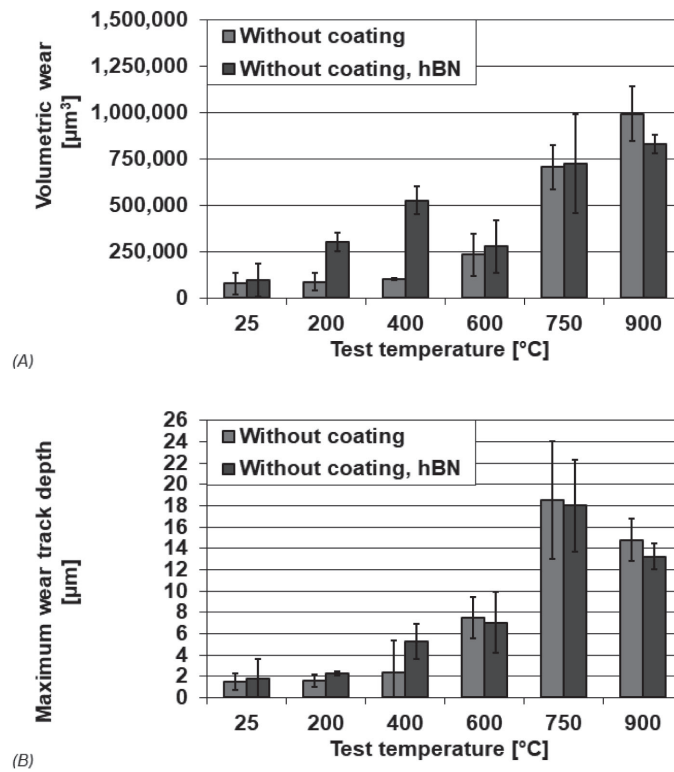 1,500,000
1,250,000
1,000,000
750,000
500,000
250,000
0
Volumetric wear
[µm³]
Without coating
Without coating, hBN
25 200 400 600 750 900
Test temperature [°C]
(A)
26
24
22
20
18
16
14
12
10
8
6
4
2
0
Maximum wear track depth
[µm]
Without coating
Without coating, hBN
25 200 400 600 750 900
Test temperature [°C]
(B)